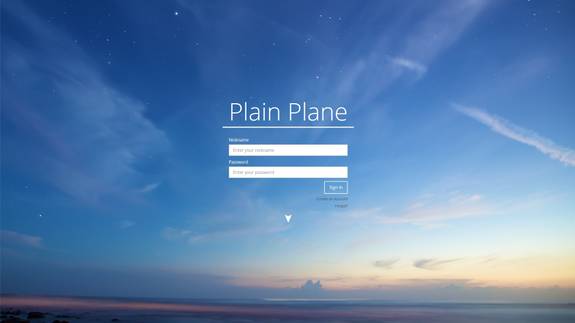 Plain Plane
Nickname
Enter your nickname
Password
Enter your password
Sign in
Create an account
Forgot?